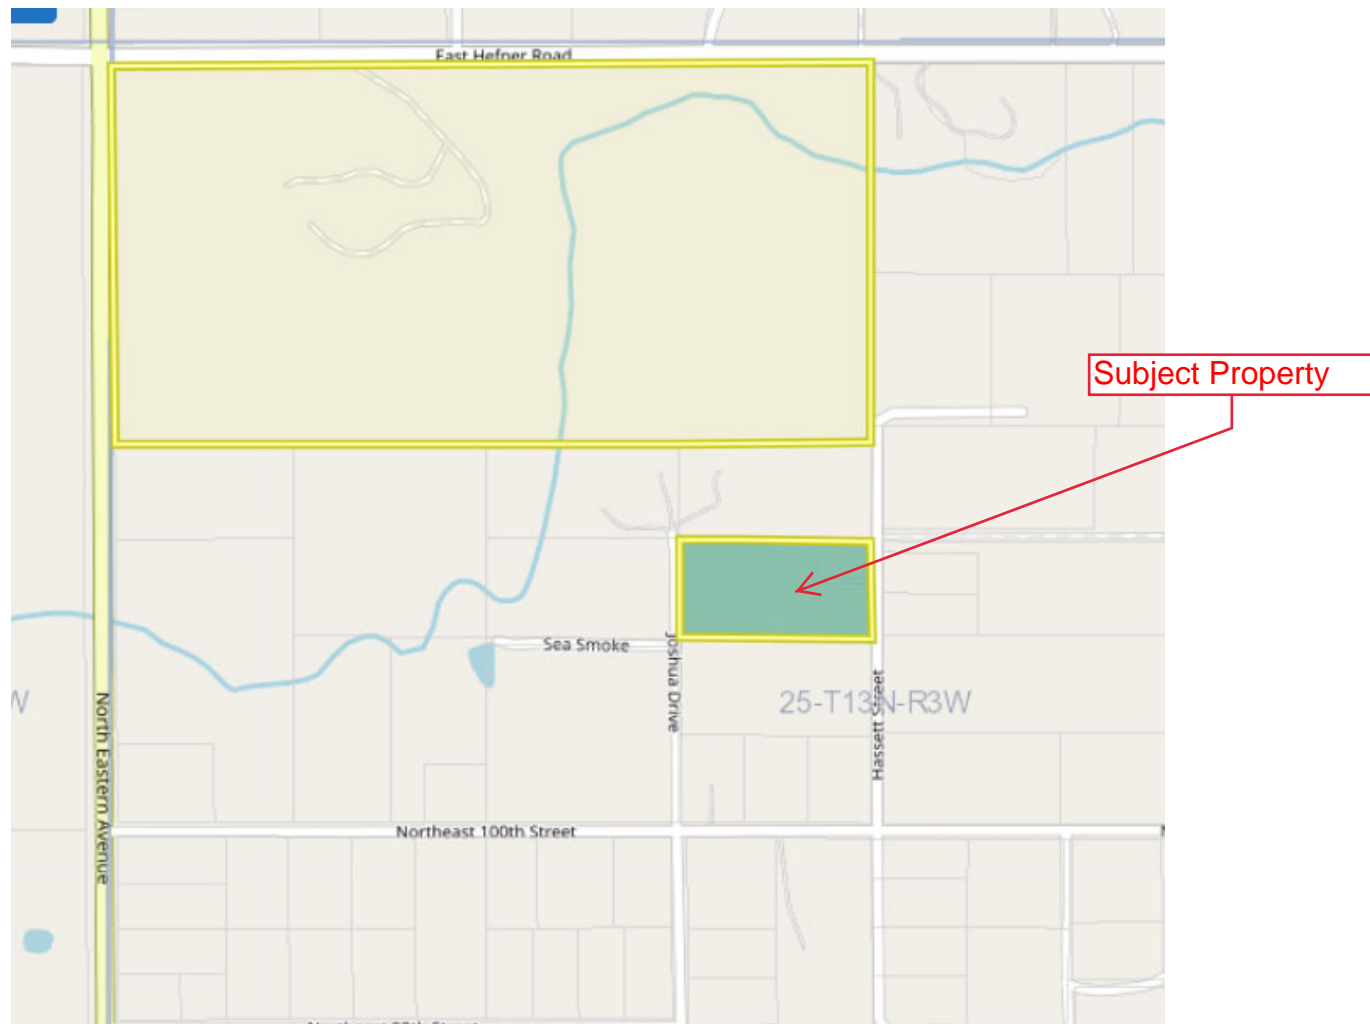 East Hefner Road
Subject Property
Sea Smoke
Joshua Drive
25-T13N-R3W
W
Hassett Street
North Eastern Avenue
Northeast 100th Street